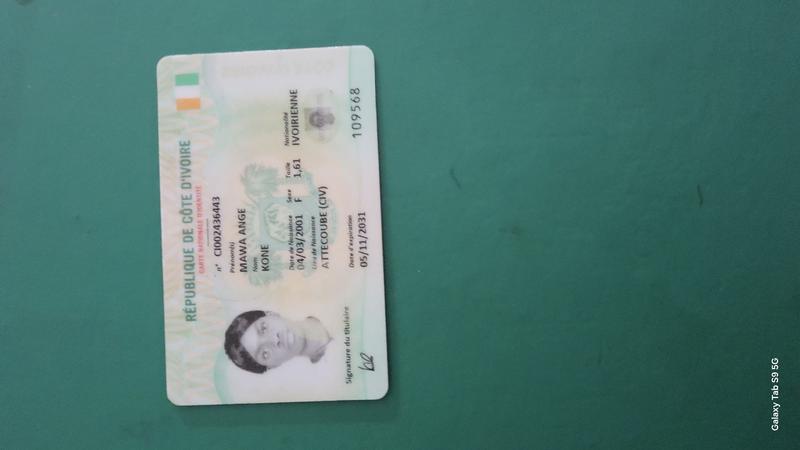 RÉPUBLIQUE DE CÔTE D'IVOIRE
CARTE NATIONALE D'IDENTITÉ
n° CI002436443
Prénom(s)
MAWA ANGE
Nom
KONE
Date de Naissance Sexe Taille Nationalité
04/03/2001 F 1,61 IVOIRIENNE
Lieu de Naissance
ATTECOUBE (CIV)
Date d'expiration
05/11/2031
109568
Signature du titulaire
Galaxy Tab S9 5G